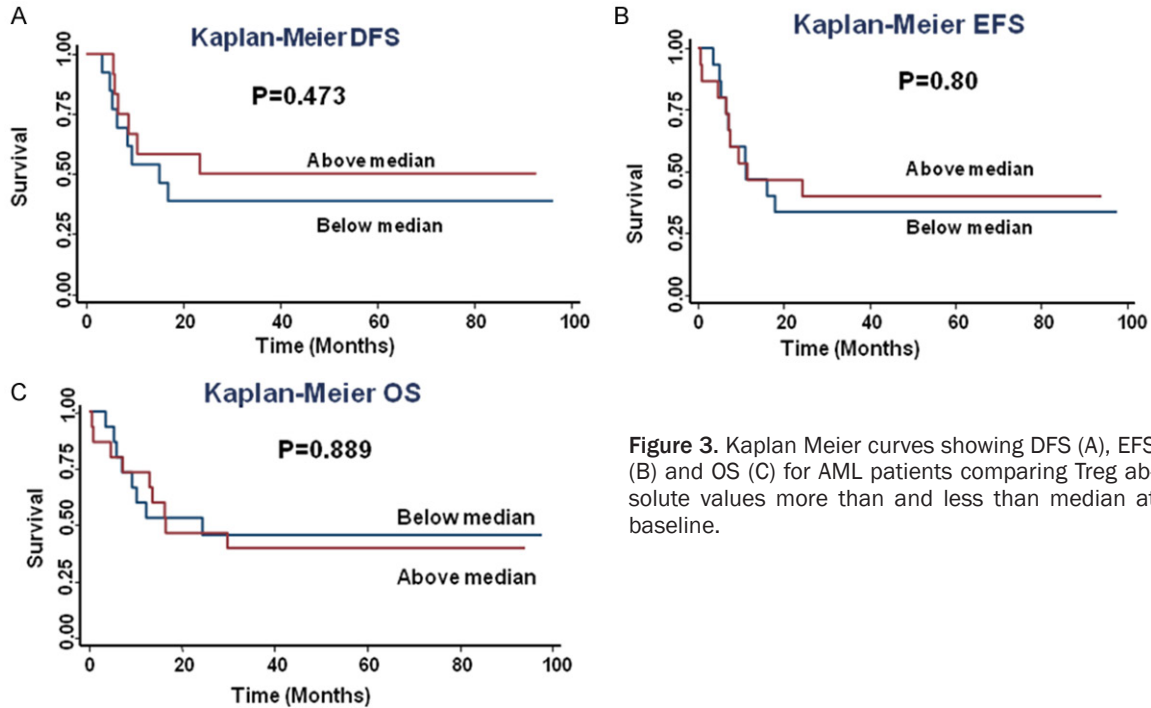 A
Kaplan-Meier DFS
P=0.473
Survival
1.00
0.75
0.50
0.25
0.00
Above median
Below median
0 20 40 60 80 100
Time (Months)
B
Kaplan-Meier EFS
P=0.80
Survival
1.00
0.75
0.50
0.25
0.00
Above median
Below median
0 20 40 60 80 100
Time (Months)
C
Kaplan-Meier OS
P=0.889
Survival
1.00
0.75
0.50
0.25
0.00
Below median
Above median
0 20 40 60 80 100
Time (Months)
Figure 3. Kaplan Meier curves showing DFS (A), EFS
(B) and OS (C) for AML patients comparing Treg ab-
solute values more than and less than median at
baseline.